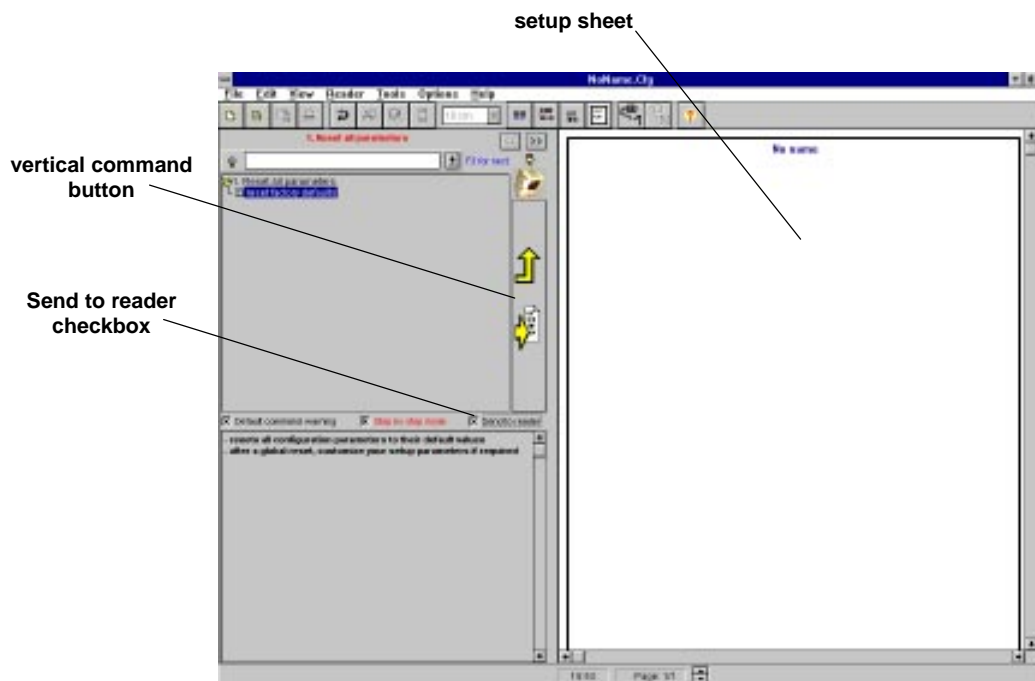 setup sheet
NoName.Cfg
File Edit View Reader Tools Options Help
1. Reset all parameters
>>
F1 for next
No name
vertical command
button
1. Reset All parameters
reset factory defaults
Send to reader
checkbox
Default command warning Step by step mode Send to reader
- resets all configuration parameters to their default values
- after a global reset, customize your setup parameters if required
Page: 1/1